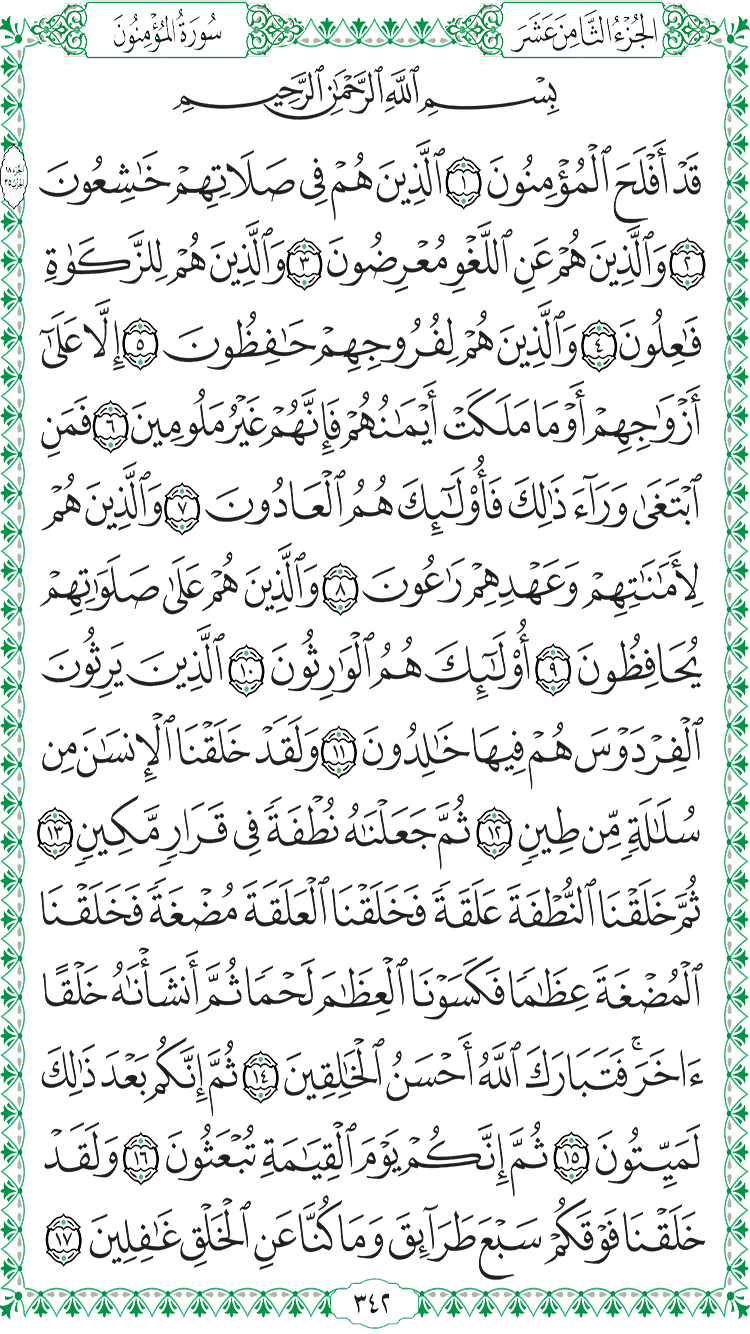 الجُزْءُ الثَّامِنَ عَشَرَ
سُورَةُ المُؤْمِنُونَ
بِسْمِ ٱللَّهِ ٱلرَّحْمَٰنِ ٱلرَّحِيمِ
قَدْ أَفْلَحَ ٱلْمُؤْمِنُونَ ١ ٱلَّذِينَ هُمْ فِي صَلَاتِهِمْ خَٰشِعُونَ
٢ وَٱلَّذِينَ هُمْ عَنِ ٱللَّغْوِ مُعْرِضُونَ ٣ وَٱلَّذِينَ هُمْ لِلزَّكَوٰةِ
فَٰعِلُونَ ٤ وَٱلَّذِينَ هُمْ لِفُرُوجِهِمْ حَٰفِظُونَ ٥ إِلَّا عَلَىٰٓ
أَزْوَٰجِهِمْ أَوْ مَا مَلَكَتْ أَيْمَٰنُهُمْ فَإِنَّهُمْ غَيْرُ مَلُومِينَ ٦ فَمَنِ
ٱبْتَغَىٰ وَرَآءَ ذَٰلِكَ فَأُو۟لَٰٓئِكَ هُمُ ٱلْعَادُونَ ٧ وَٱلَّذِينَ هُمْ
لِأَمَٰنَٰتِهِمْ وَعَهْدِهِمْ رَٰعُونَ ٨ وَٱلَّذِينَ هُمْ عَلَىٰ صَلَوَٰتِهِمْ
يُحَافِظُونَ ٩ أُو۟لَٰٓئِكَ هُمُ ٱلْوَٰرِثُونَ ١٠ ٱلَّذِينَ يَرِثُونَ
ٱلْفِرْدَوْسَ هُمْ فِيهَا خَٰلِدُونَ ١١ وَلَقَدْ خَلَقْنَا ٱلْإِنسَٰنَ مِن
سُلَٰلَةٍ مِّن طِينٍ ١٢ ثُمَّ جَعَلْنَٰهُ نُطْفَةً فِي قَرَارٍ مَّكِينٍ ١٣
ثُمَّ خَلَقْنَا ٱلنُّطْفَةَ عَلَقَةً فَخَلَقْنَا ٱلْعَلَقَةَ مُضْغَةً فَخَلَقْنَا
ٱلْمُضْغَةَ عِظَٰمًا فَكَسَوْنَا ٱلْعِظَٰمَ لَحْمًا ثُمَّ أَنشَأْنَٰهُ خَلْقًا
ءَاخَرَ ۚ فَتَبَارَكَ ٱللَّهُ أَحْسَنُ ٱلْخَٰلِقِينَ ١٤ ثُمَّ إِنَّكُم بَعْدَ ذَٰلِكَ
لَمَيِّتُونَ ١٥ ثُمَّ إِنَّكُمْ يَوْمَ ٱلْقِيَٰمَةِ تُبْعَثُونَ ١٦ وَلَقَدْ
خَلَقْنَا فَوْقَكُمْ سَبْعَ طَرَآئِقَ وَمَا كُنَّا عَنِ ٱلْخَلْقِ غَٰفِلِينَ ١٧
٣٤٢